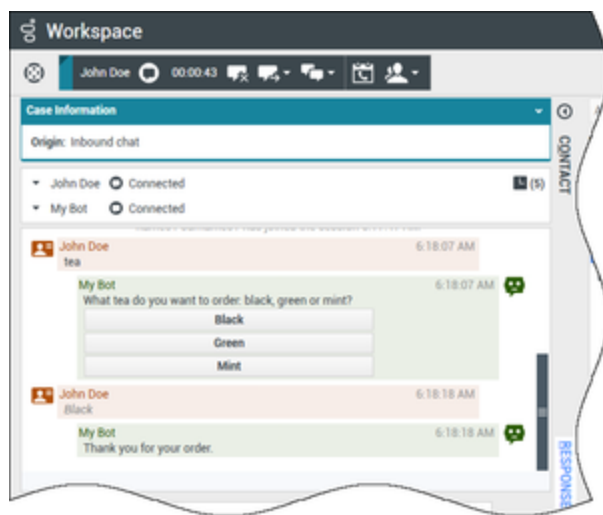 Workspace
John Doe 00:00:43
Case Information
Origin: Inbound chat
John Doe Connected (5)
My Bot Connected
CONTACT
John Doe 6:18:07 AM
tea
My Bot 6:18:07 AM
What tea do you want to order: black, green or mint?
Black
Green
Mint
John Doe 6:18:18 AM
Black
My Bot 6:18:18 AM
Thank you for your order.
RESPONSE